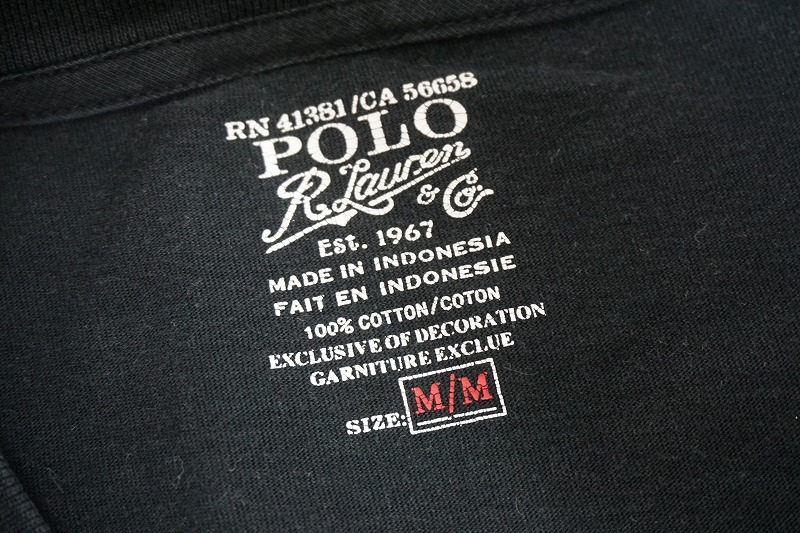 RN 41381/CA 56658
POLO
R. Lauren
& Co.
Est. 1967
MADE IN INDONESIA
FAIT EN INDONESIE
100% COTTON/COTON
EXCLUSIVE OF DECORATION
GARNITURE EXCLUE
SIZE: M/M